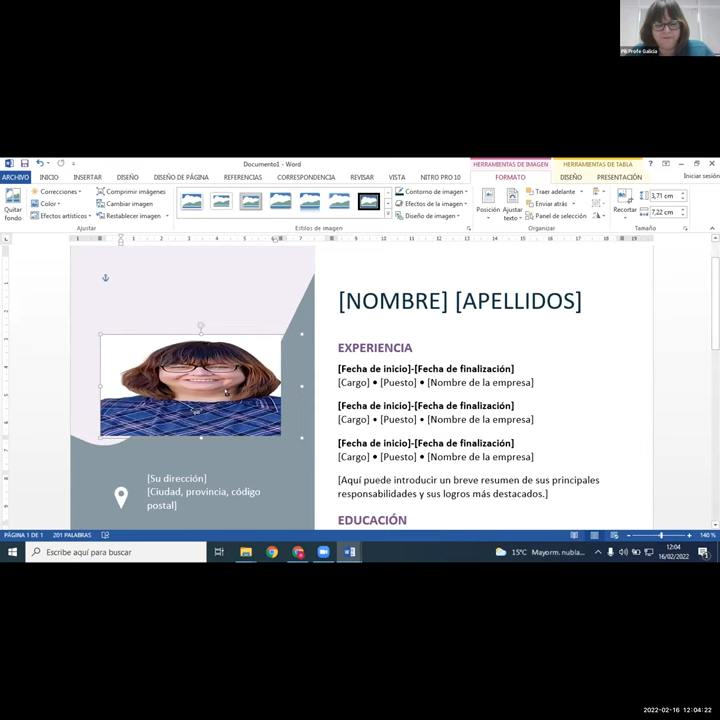 PB Profe Galicia
Documento1 - Word
HERRAMIENTAS DE IMAGEN
HERRAMIENTAS DE TABLA
ARCHIVO INICIO INSERTAR DISEÑO DISEÑO DE PÁGINA REFERENCIAS CORRESPONDENCIA REVISAR VISTA NITRO PRO 10 FORMATO DISEÑO PRESENTACIÓN Iniciar sesión
Quitar fondo
Correcciones
Color
Efectos artísticos
Comprimir imágenes
Cambiar imagen
Restablecer imagen
Contorno de imagen
Efectos de la imagen
Diseño de imagen
Posición
Ajustar texto
Traer adelante
Enviar atrás
Panel de selección
Recortar
3,71 cm
7,22 cm
Ajustar
Estilos de imagen
Organizar
Tamaño
[NOMBRE] [APELLIDOS]
EXPERIENCIA
[Fecha de inicio]-[Fecha de finalización]
[Cargo] • [Puesto] • [Nombre de la empresa]
[Fecha de inicio]-[Fecha de finalización]
[Cargo] • [Puesto] • [Nombre de la empresa]
[Fecha de inicio]-[Fecha de finalización]
[Cargo] • [Puesto] • [Nombre de la empresa]
[Aquí puede introducir un breve resumen de sus principales
responsabilidades y sus logros más destacados.]
EDUCACIÓN
[Su dirección]
[Ciudad, provincia, código
postal]
PÁGINA 1 DE 1 201 PALABRAS
140 %
Escribe aquí para buscar
15°C Mayorm. nubla...
12:04
16/02/2022
2022-02-16 12:04:22